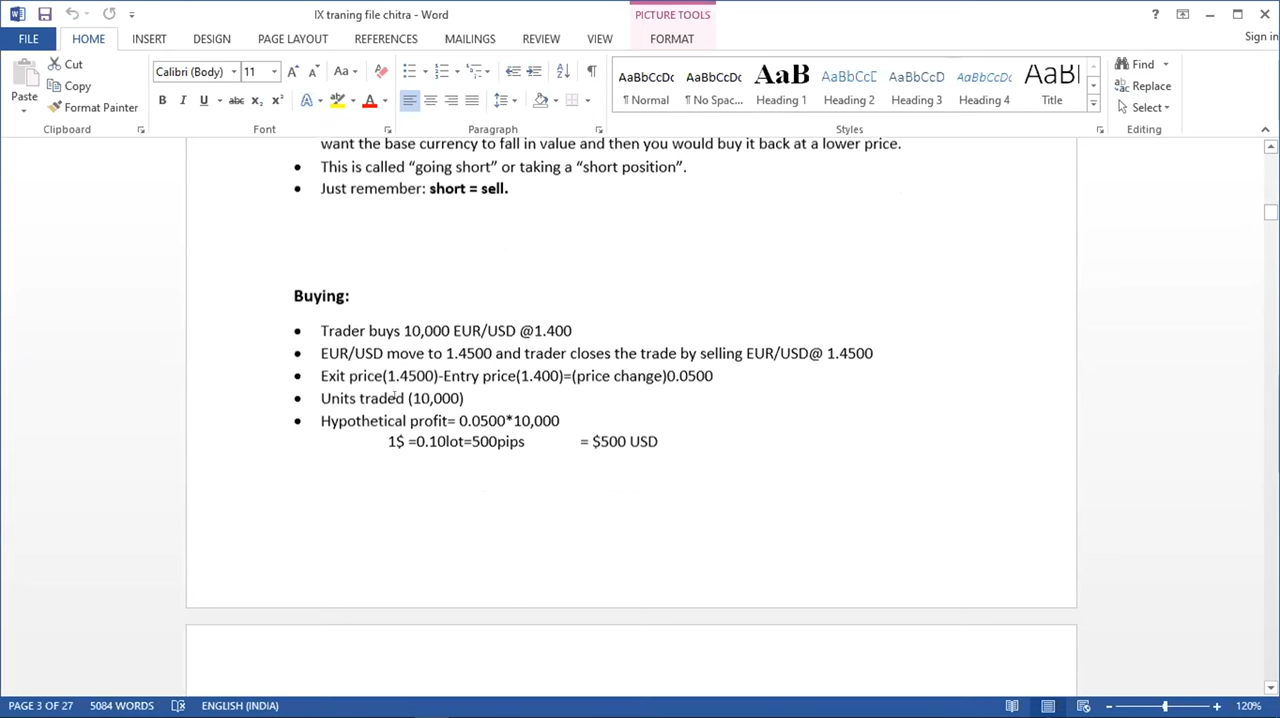 IX traning file chitra - Word
PICTURE TOOLS
?
Sign in
FILE
HOME
INSERT
DESIGN
PAGE LAYOUT
REFERENCES
MAILINGS
REVIEW
VIEW
FORMAT
Paste
Cut
Copy
Format Painter
Clipboard
Calibri (Body)
11
Aa
B I U abc X₂ X²
A
Font
Paragraph
AaBbCcDc AaBbCcDc AaB AaBbCcD AaBbCcD AaBbCcD AaB
¶ Normal ¶ No Spac... Heading 1 Heading 2 Heading 3 Heading 4 Title
Styles
Find
Replace
Select
Editing
want the base currency to fall in value and then you would buy it back at a lower price.
• This is called “going short” or taking a “short position”.
• Just remember: short = sell.
Buying:
• Trader buys 10,000 EUR/USD @1.400
• EUR/USD move to 1.4500 and trader closes the trade by selling EUR/USD@ 1.4500
• Exit price(1.4500)-Entry price(1.400)=(price change)0.0500
• Units traded (10,000)
• Hypothetical profit= 0.0500*10,000
1$ =0.10lot=500pips = $500 USD
PAGE 3 OF 27
5084 WORDS
ENGLISH (INDIA)
120%